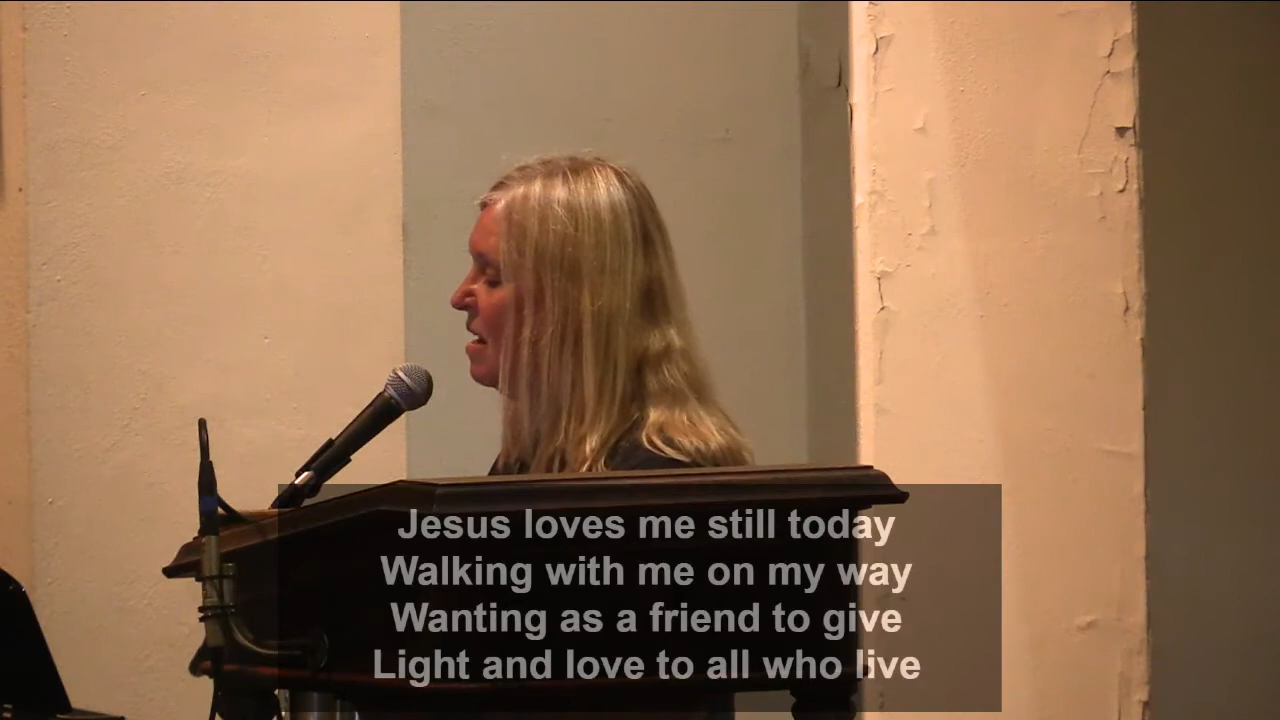 Jesus loves me still today
Walking with me on my way
Wanting as a friend to give
Light and love to all who live